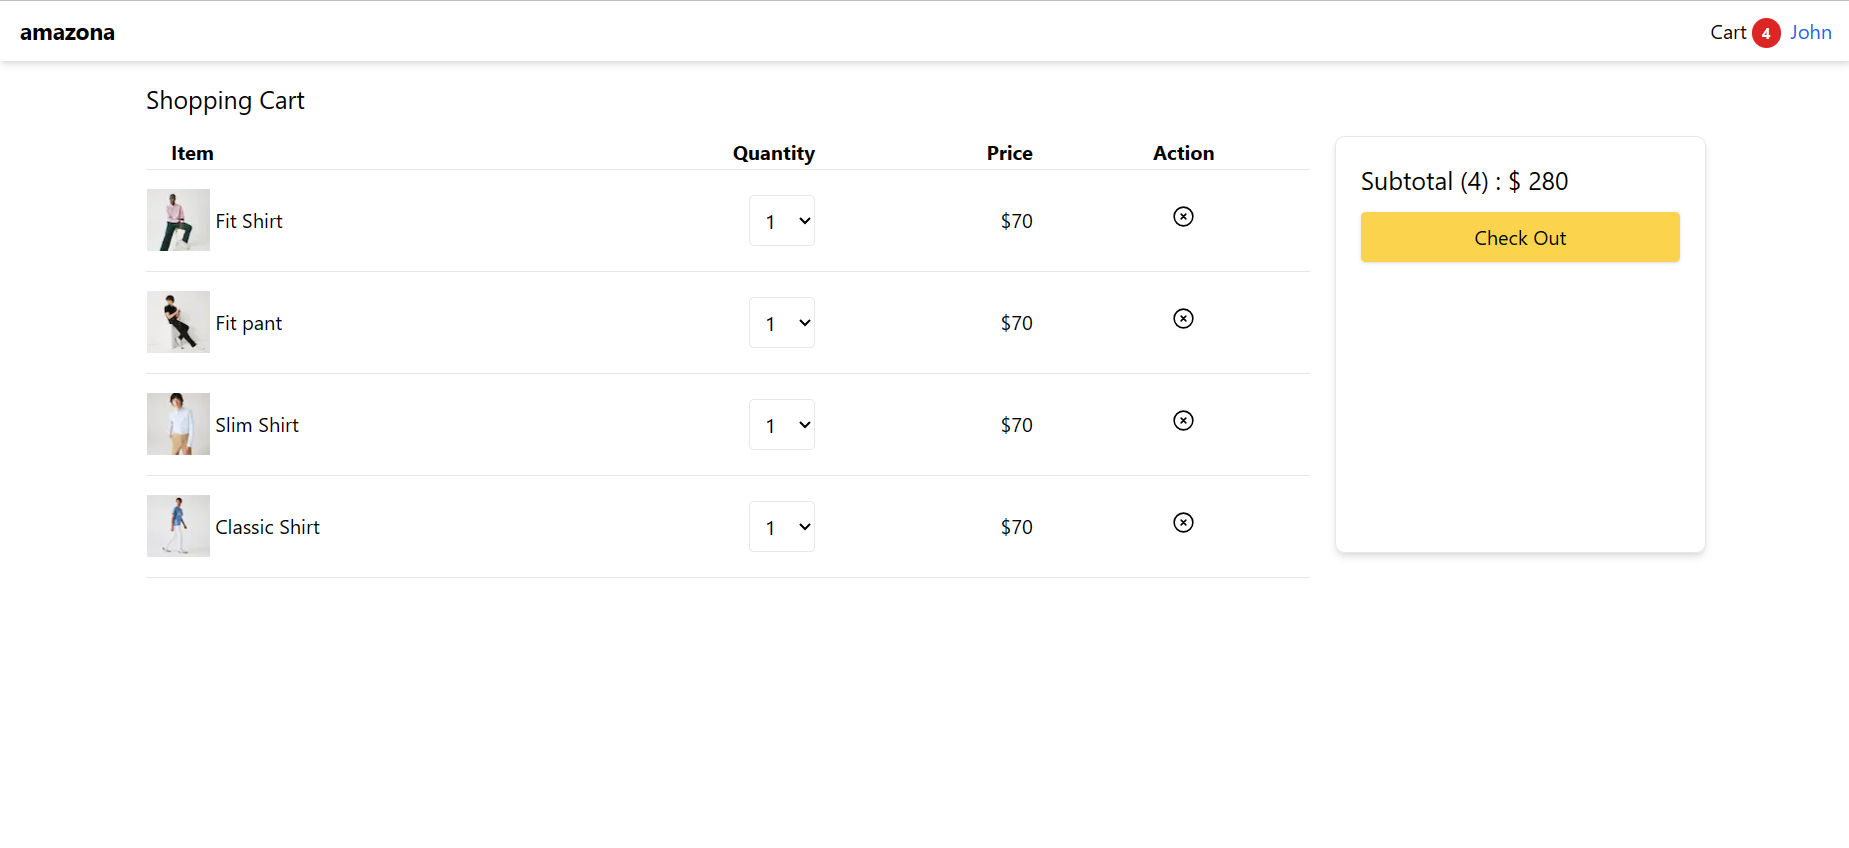 amazona
Cart 4 John
Shopping Cart
Item Quantity Price Action
Fit Shirt 1 $70
Fit pant 1 $70
Slim Shirt 1 $70
Classic Shirt 1 $70
Subtotal (4) : $ 280
Check Out